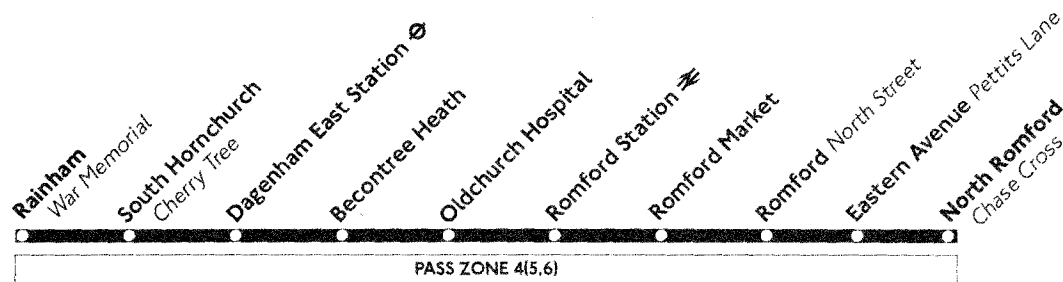 Rainham
War Memorial
South Hornchurch
Cherry Tree
Dagenham East Station
Becontree Heath
Oldchurch Hospital
Romford Station
Romford Market
Romford North Street
Eastern Avenue Pettits Lane
North Romford
Chase Cross
PASS ZONE 4(5,6)